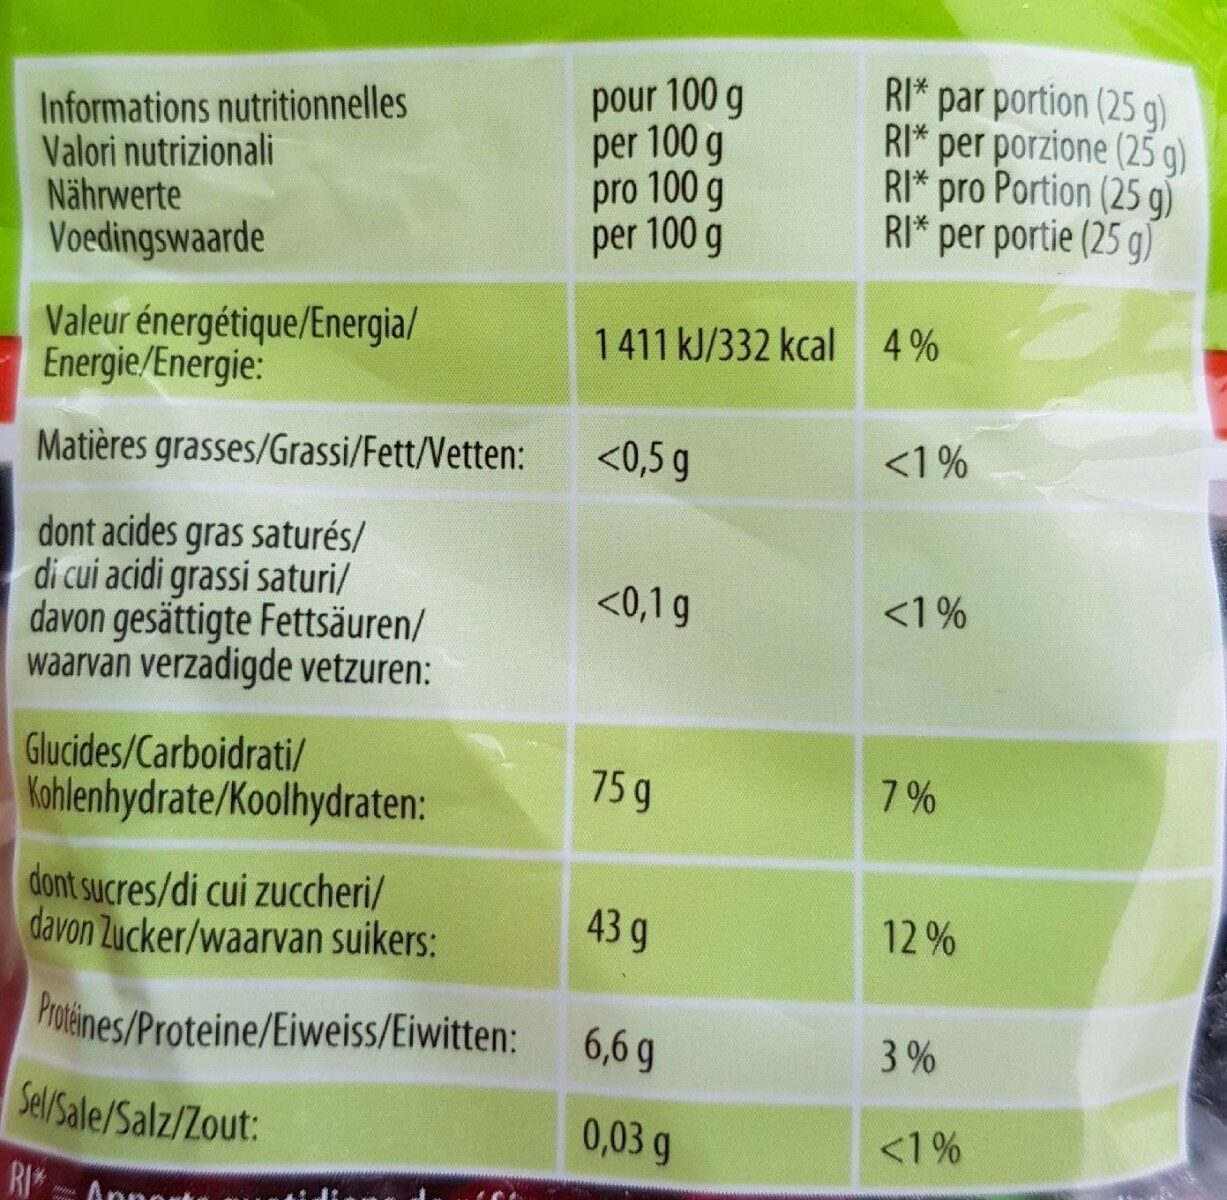 Informations nutritionnelles
Valori nutrizionali
Nährwerte
Voedingswaarde
pour 100 g
per 100 g
pro 100 g
per 100 g
RI* par portion (25 g)
RI* per porzione (25 g)
RI* pro Portion (25 g)
RI* per portie (25 g)
Valeur énergétique/Energia/
Energie/Energie:
1 411 kJ/332 kcal
4 %
Matières grasses/Grassi/Fett/Vetten:
<0,5 g
<1 %
dont acides gras saturés/
di cui acidi grassi saturi/
davon gesättigte Fettsäuren/
waarvan verzadigde vetzuren:
<0,1 g
<1 %
Glucides/Carboidrati/
Kohlenhydrate/Koolhydraten:
75 g
7 %
dont sucres/di cui zuccheri/
davon Zucker/waarvan suikers:
43 g
12 %
Protéines/Proteine/Eiweiss/Eiwitten:
6,6 g
3 %
Sel/Sale/Salz/Zout:
0,03 g
<1 %
RI*